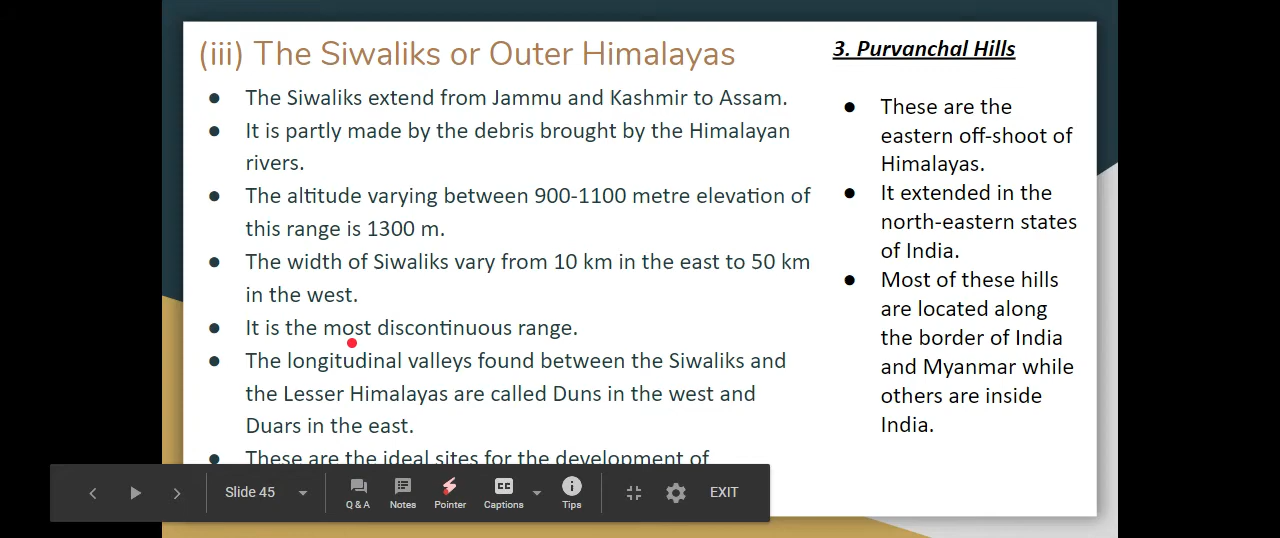 (iii) The Siwaliks or Outer Himalayas
● The Siwaliks extend from Jammu and Kashmir to Assam.
● It is partly made by the debris brought by the Himalayan
rivers.
● The altitude varying between 900-1100 metre elevation of
this range is 1300 m.
● The width of Siwaliks vary from 10 km in the east to 50 km
in the west.
● It is the most discontinuous range.
● The longitudinal valleys found between the Siwaliks and
the Lesser Himalayas are called Duns in the west and
Duars in the east.
● These are the ideal sites for the development of
3. Purvanchal Hills
● These are the
eastern off-shoot of
Himalayas.
● It extended in the
north-eastern states
of India.
● Most of these hills
are located along
the border of India
and Myanmar while
others are inside
India.
Slide 45
Q & A
Notes
Pointer
CC
Captions
Tips
EXIT